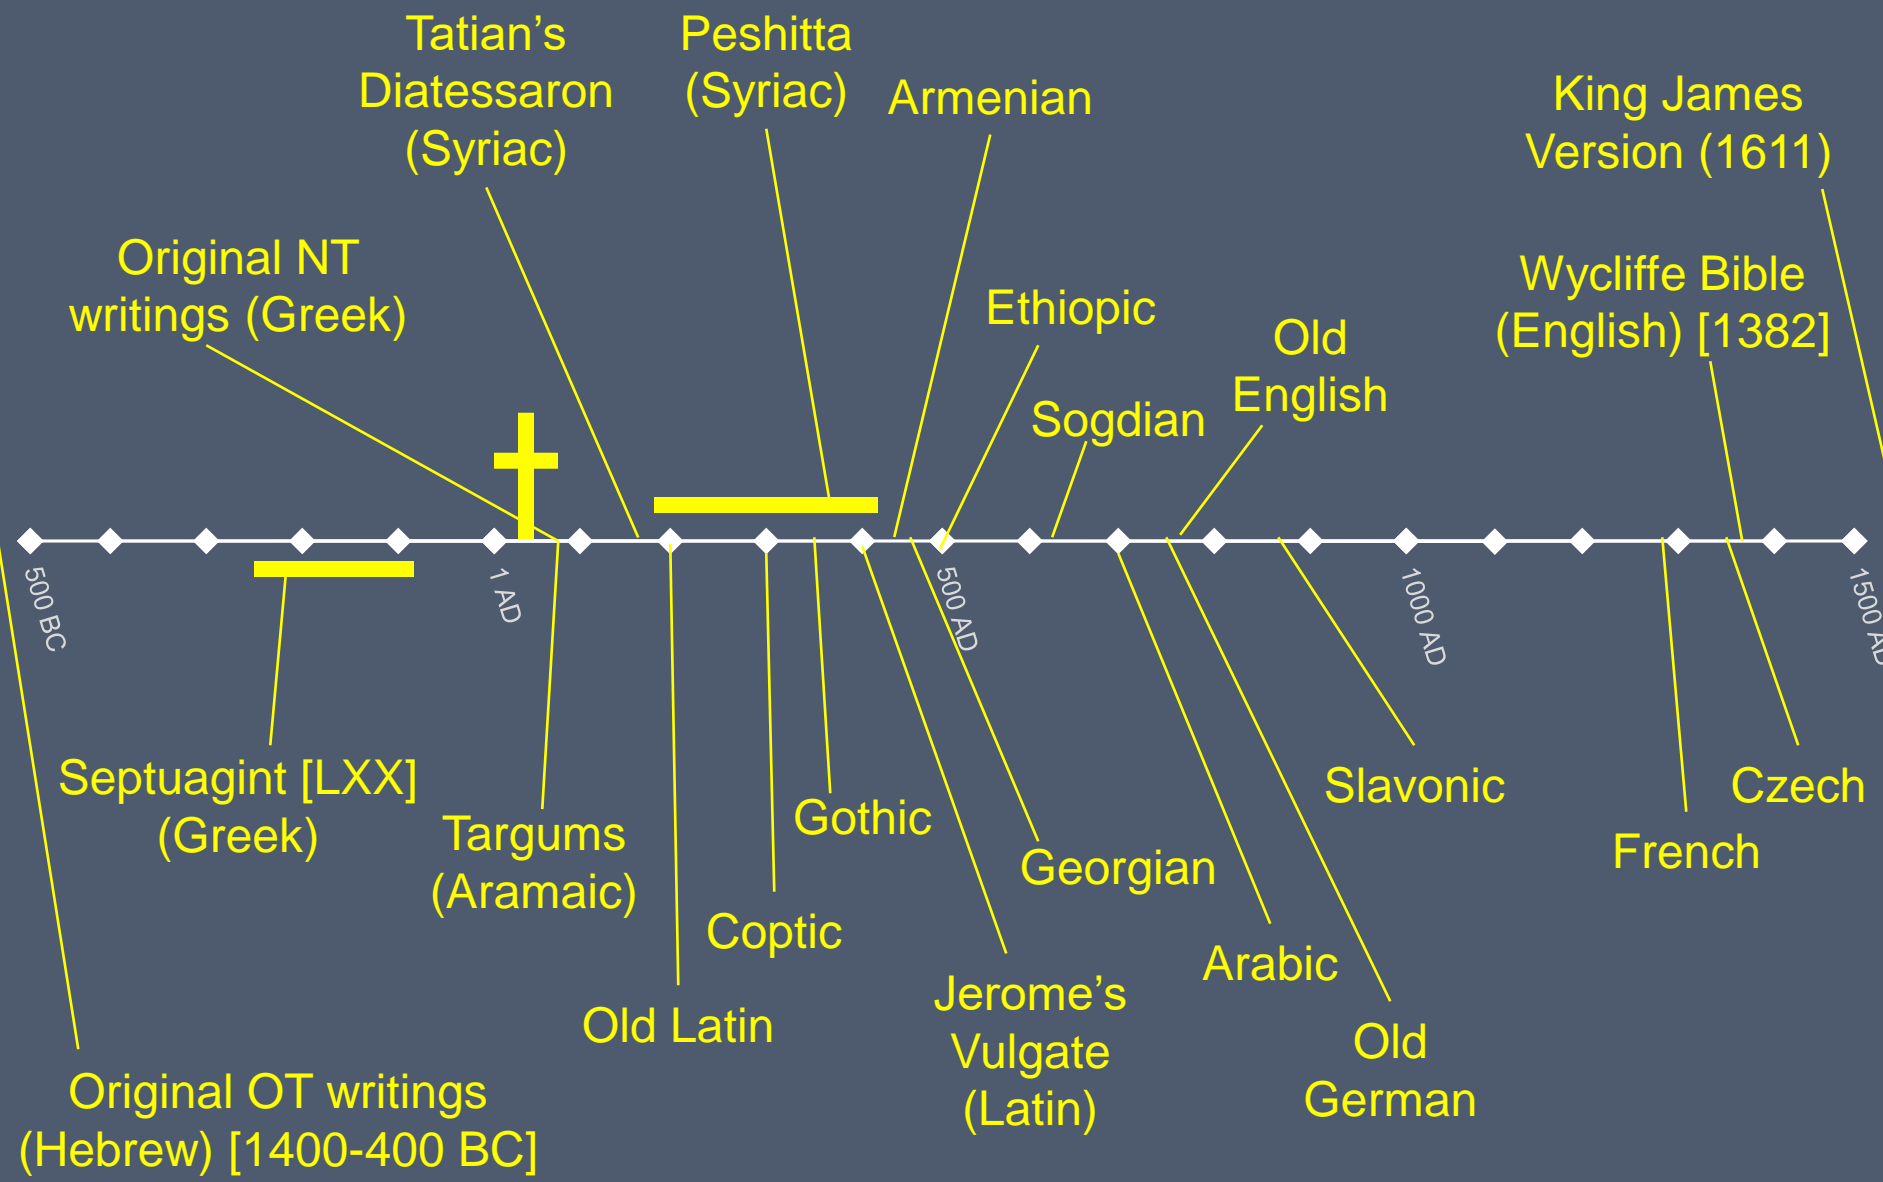 Tatian’s
Diatessaron
(Syriac)
Peshitta
(Syriac)
Armenian
King James
Version (1611)
Original NT
writings (Greek)
Ethiopic
Wycliffe Bible
(English) [1382]
Old
English
Sogdian
500 BC
1 AD
500 AD
1000 AD
1500 AD
Septuagint [LXX]
(Greek)
Targums
(Aramaic)
Gothic
Slavonic
Czech
Georgian
French
Coptic
Arabic
Old Latin
Jerome’s
Vulgate
(Latin)
Old
German
Original OT writings
(Hebrew) [1400-400 BC]